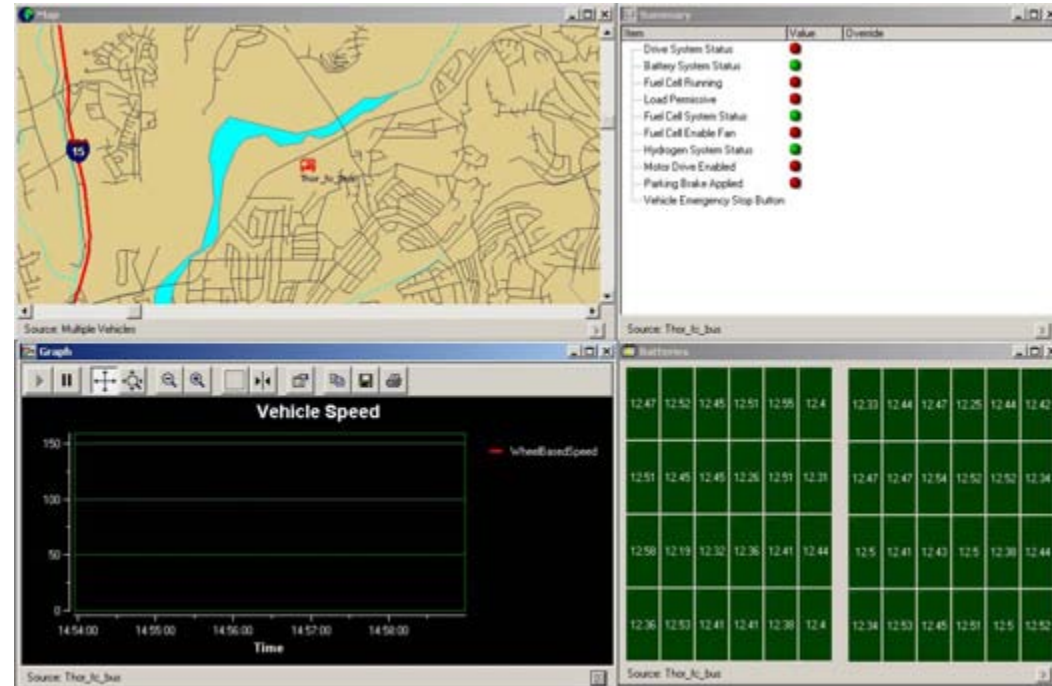 Map
15
Thor_fc_bus
Source: Multiple Vehicles
Summary
Item Value Override
Drive System Status
Battery System Status
Fuel Cell Running
Load Permissive
Fuel Cell System Status
Fuel Cell Enable Fan
Hydrogen System Status
Motor Drive Enabled
Parking Brake Applied
Vehicle Emergency Stop Button
Source: Thor_fc_bus
Graph
Vehicle Speed
WheelBasedSpeed
150
100
50
0
14:54:00 14:55:00 14:56:00 14:57:00 14:58:00
Time
Source: Thor_fc_bus
Batteries
12.47 12.52 12.45 12.51 12.55 12.4 12.33 12.44 12.47 12.25 12.44 12.42
12.51 12.45 12.45 12.26 12.51 12.31 12.47 12.47 12.54 12.52 12.52 12.34
12.58 12.19 12.32 12.36 12.41 12.44 12.5 12.41 12.43 12.5 12.38 12.44
12.36 12.53 12.41 12.41 12.38 12.4 12.34 12.53 12.45 12.51 12.5 12.52
Source: Thor_fc_bus